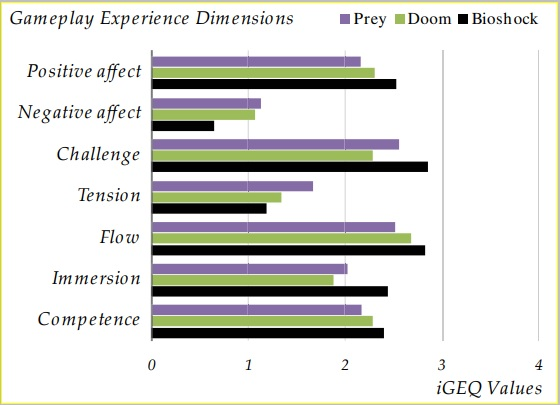 Gameplay Experience Dimensions Prey Doom Bioshock
Positive affect
Negative affect
Challenge
Tension
Flow
Immersion
Competence
0 1 2 3 4
iGEQ Values